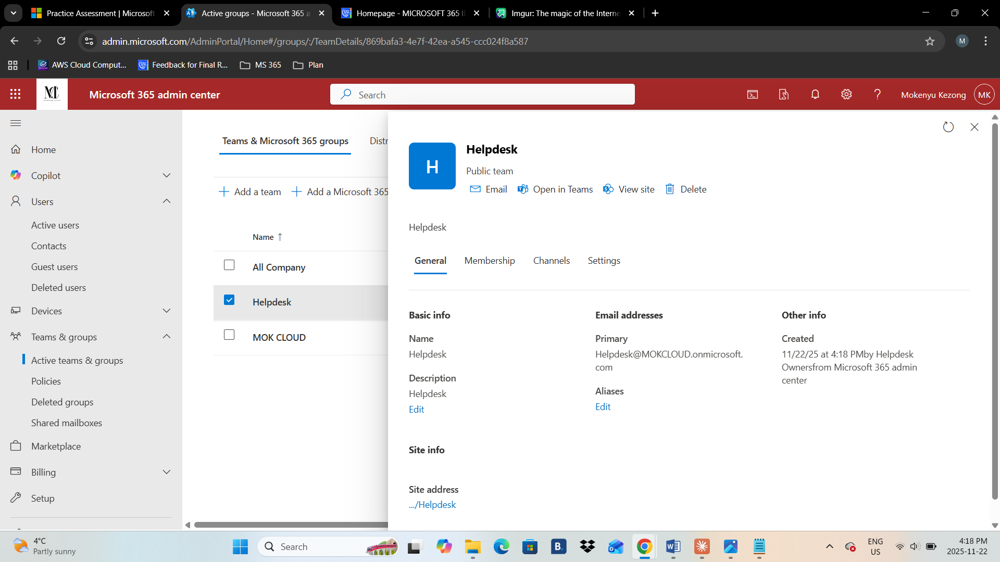 Practice Assessment | Microsoft
Active groups - Microsoft 365 a
Homepage - MICROSOFT 365 I
Imgur: The magic of the Interne
admin.microsoft.com/AdminPortal/Home#/groups/:/TeamDetails/869bafa3-4e7f-42ea-a545-ccc024f8a587
M
AWS Cloud Comput...
Feedback for Final R...
MS 365
Plan
Microsoft 365 admin center
Search
Mokenyu Kezong
MK
Home
Copilot
Users
Active users
Contacts
Guest users
Deleted users
Devices
Teams & groups
Active teams & groups
Policies
Deleted groups
Shared mailboxes
Marketplace
Billing
Setup
Teams & Microsoft 365 groups
Distr
Add a team
Add a Microsoft 365
Name ↑
All Company
Helpdesk
MOK CLOUD
H
Helpdesk
Public team
Email
Open in Teams
View site
Delete
Helpdesk
General
Membership
Channels
Settings
Basic info
Name
Helpdesk
Description
Helpdesk
Edit
Email addresses
Primary
Helpdesk@MOKCLOUD.onmicrosoft.
com
Aliases
Edit
Other info
Created
11/22/25 at 4:18 PMby Helpdesk
Ownersfrom Microsoft 365 admin
center
Site info
Site address
.../Helpdesk
4°C
Partly sunny
Search
B.
ENG
US
4:18 PM
2025-11-22